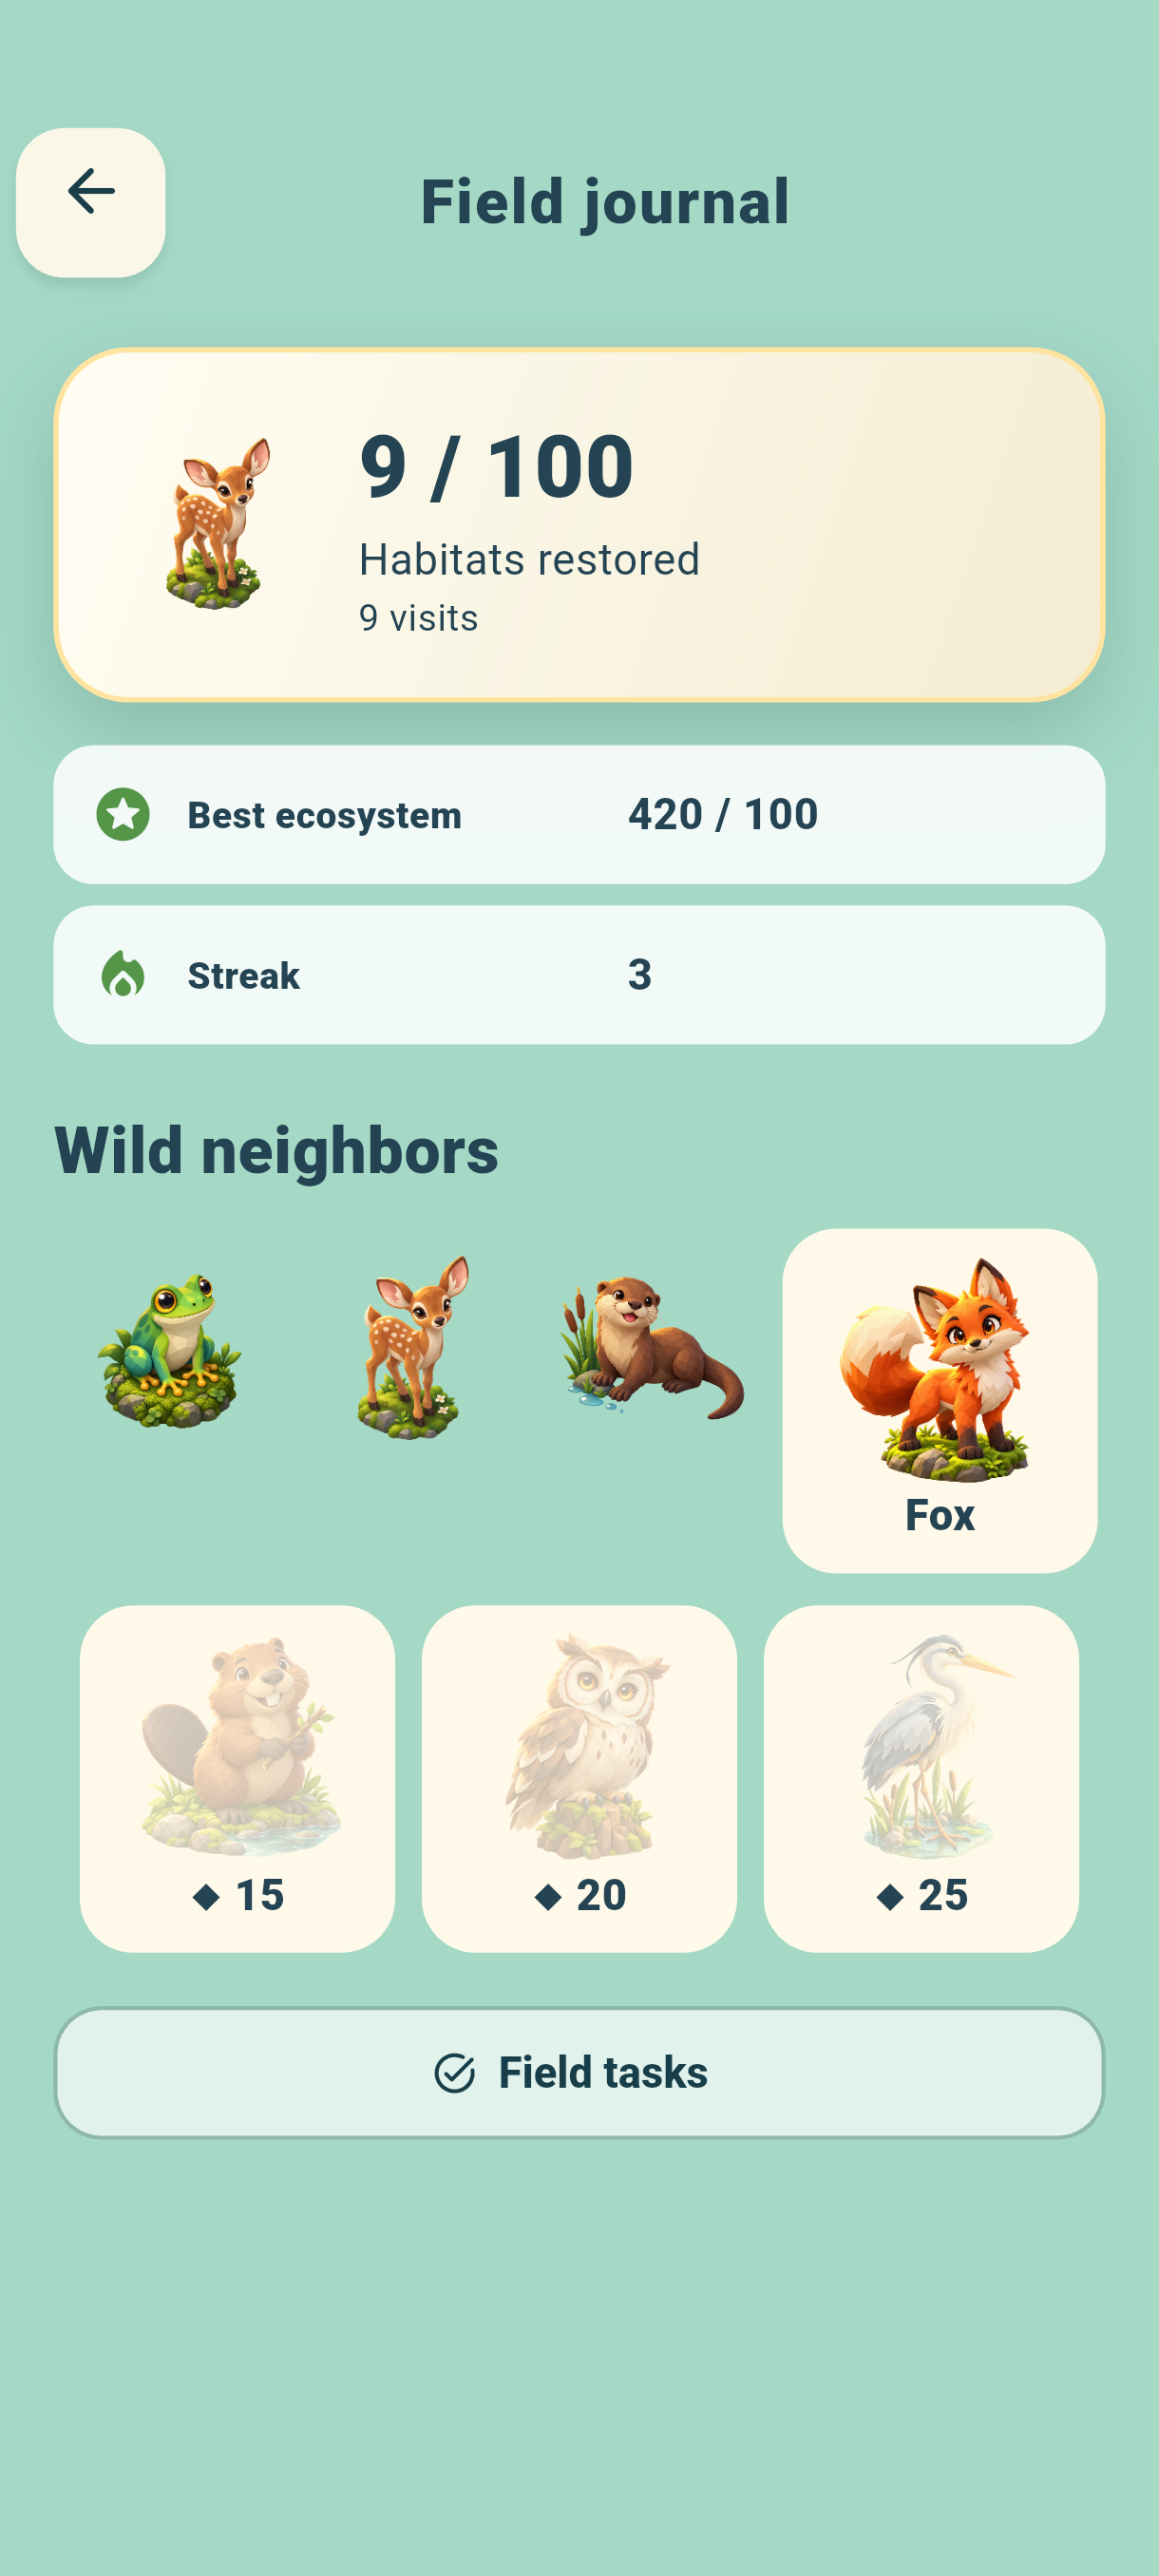 Field journal
9 / 100
Habitats restored
9 visits
Best ecosystem 420 / 100
Streak 3
Wild neighbors
Fox
◆ 15
◆ 20
◆ 25
Field tasks